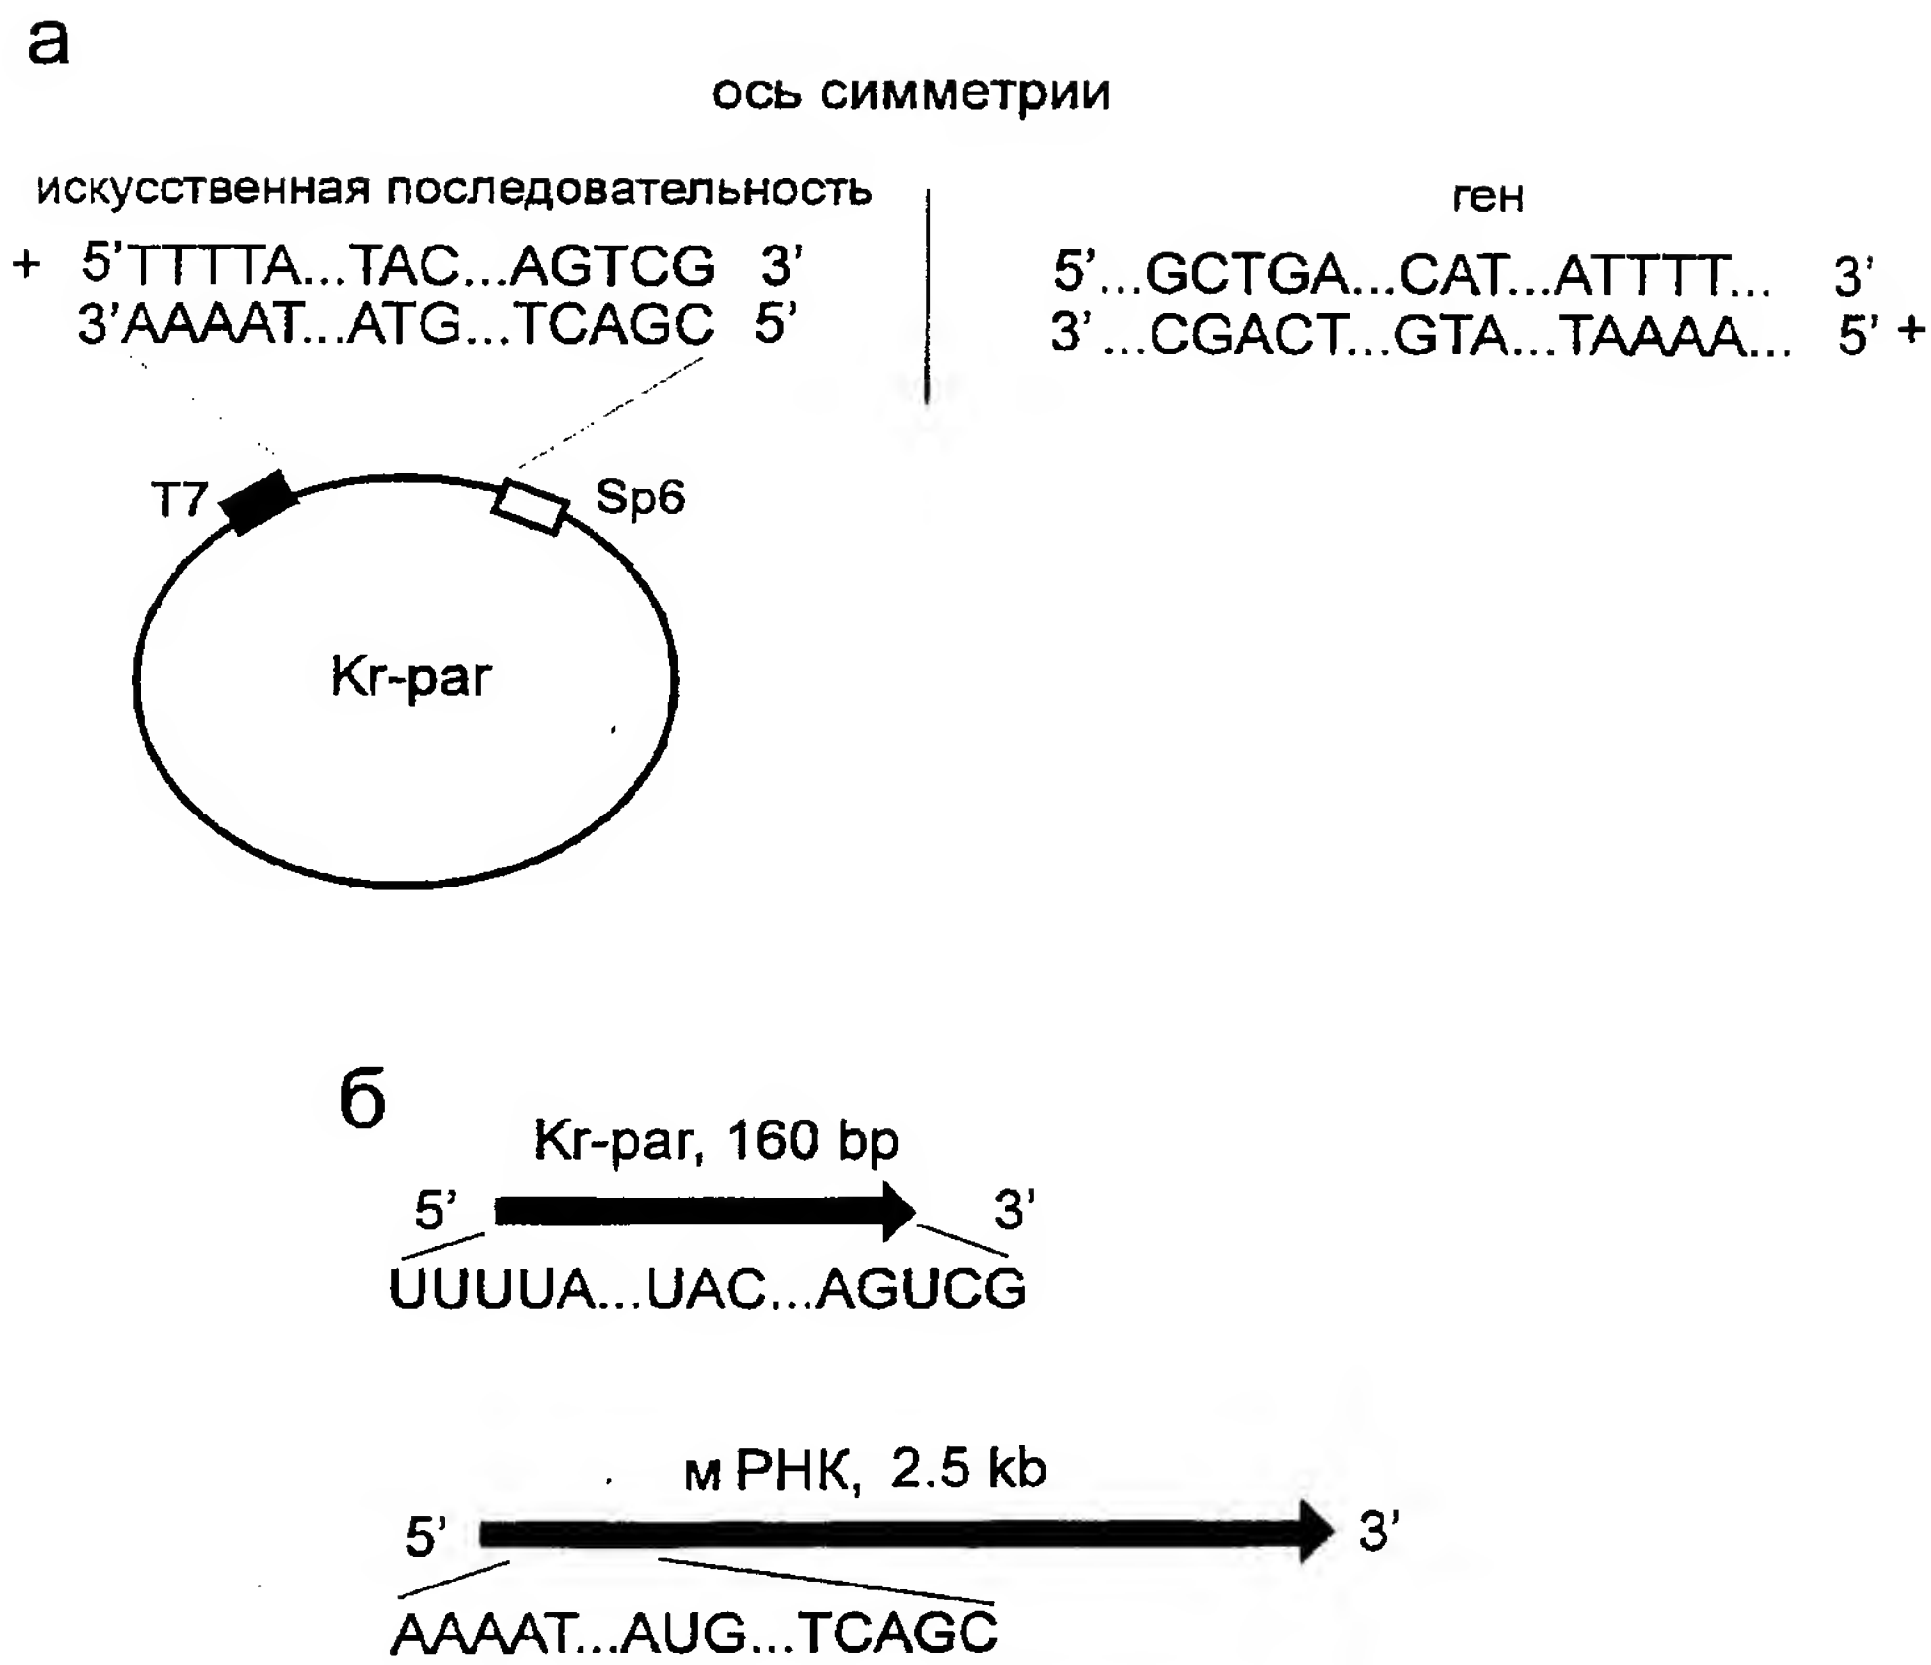 а
ось симметрии
искусственная последовательность
ген
+ 5’TTTTA...TAC...AGTCG 3’
3’AAAAT...ATG...TCAGC 5’
5’...GCTGA...CAT...ATTTT... 3’
3’...CGACT...GTA...TAAAA... 5’ +
T7
Sp6
Kr-par
б
Kr-par, 160 bp
5’ 3’
UUUUA...UAC...AGUCG
мРНК, 2.5 kb
5’ 3’
AAAAT...AUG...TCAGC